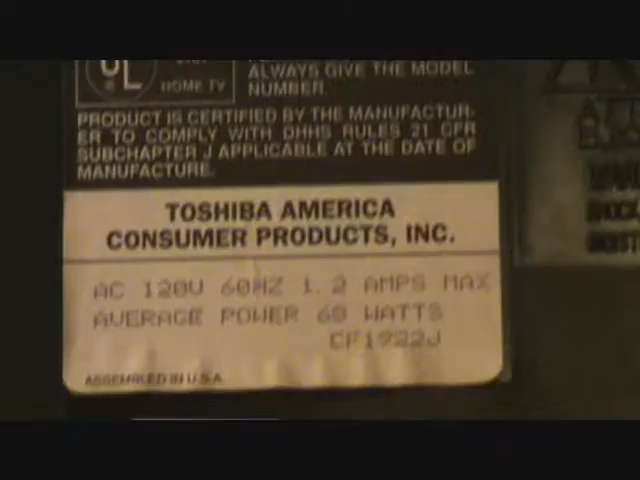 UL
HOME TV
ALWAYS GIVE THE MODEL
NUMBER.
PRODUCT IS CERTIFIED BY THE MANUFACTUR-
ER TO COMPLY WITH DHHS RULES 21 CFR
SUBCHAPTER J APPLICABLE AT THE DATE OF
MANUFACTURE.
TOSHIBA AMERICA
CONSUMER PRODUCTS, INC.
AC 120V 60HZ 1.2 AMPS MAX
AVERAGE POWER 60 WATTS
CF1922J
ASSEMBLED IN U.S.A.